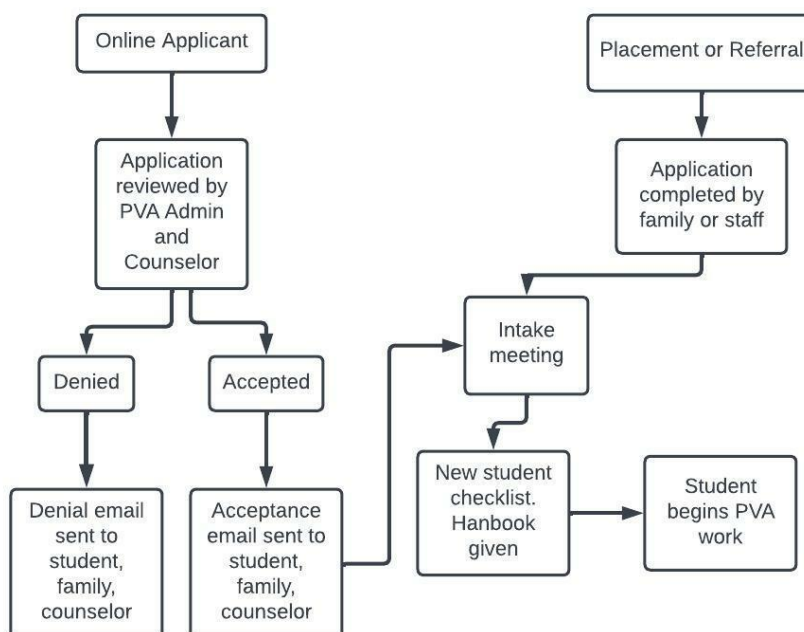 Online Applicant
Placement or Referral
Application
reviewed by
PVA Admin
and
Counselor
Application
completed by
family or staff
Intake
meeting
Denied
Accepted
Denial email
sent to
student,
family,
counselor
Acceptance
email sent to
student,
family,
counselor
New student
checklist.
Hanbook
given
Student
begins PVA
work